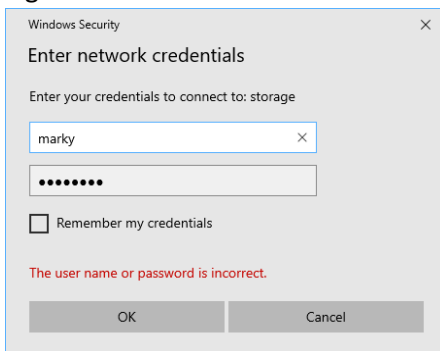 Windows Security
Enter network credentials
Enter your credentials to connect to: storage
marky
••••••••
Remember my credentials
The user name or password is incorrect.
OK Cancel